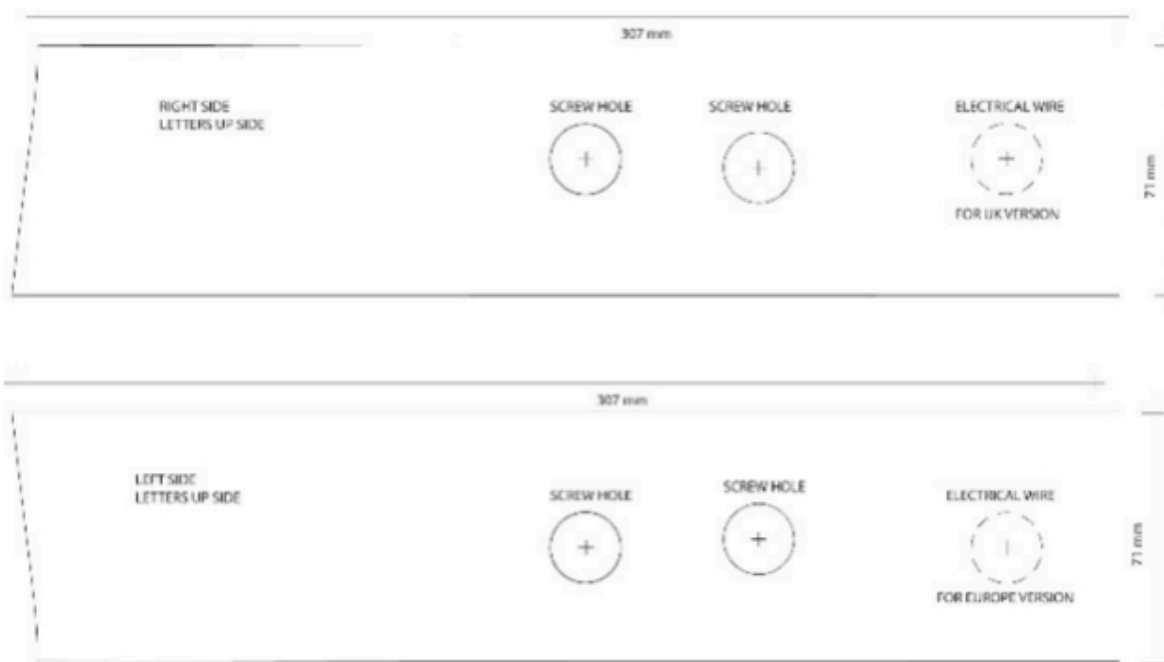 307 mm
RIGHT SIDE
LETTERS UP SIDE
SCREW HOLE
SCREW HOLE
ELECTRICAL WIRE
FOR UK VERSION
71 mm
307 mm
LEFT SIDE
LETTERS UP SIDE
SCREW HOLE
SCREW HOLE
ELECTRICAL WIRE
FOR EUROPE VERSION
71 mm